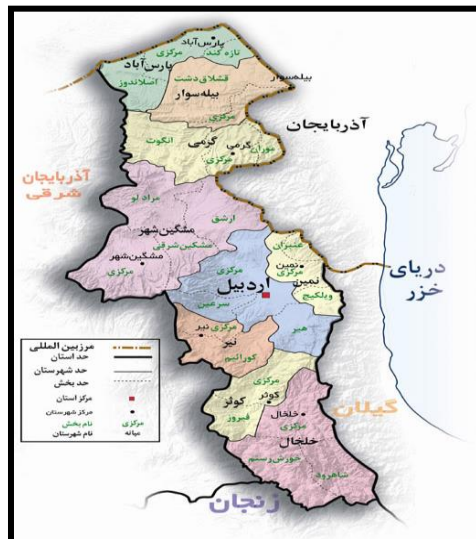 پارس‌آباد
تازه کند
مرکزی
پارس‌آباد
اصلاندوز
قشلاق دشت
بیله سوار
بیله‌سوار
مرکزی
آذربایجان
انگوت
گرمی
گرمی
موران
مرکزی
آذربایجان
شرقی
مراد لو
ارشق
مشگین‌شهر
مشگین شرقی
مشگین‌شهر
مرکزی
عنبران
نمین
مرکزی
نمین
ویلکیج
دریای
خزر
مرکزی
اردبیل
سرعین
هیر
نیر
مرکزی
نیر
کورائیم
مرکزی
کوثر
کوثر
فیروز
گیلان
خلخال
مرکزی
خلخال
خورش رستم
شاهرود
زنجان
مرزبین المللی
حد استان
حد شهرستان
حد بخش
مرکز استان
مرکز شهرستان
مرکزی نام بخش
میانه نام شهرستان